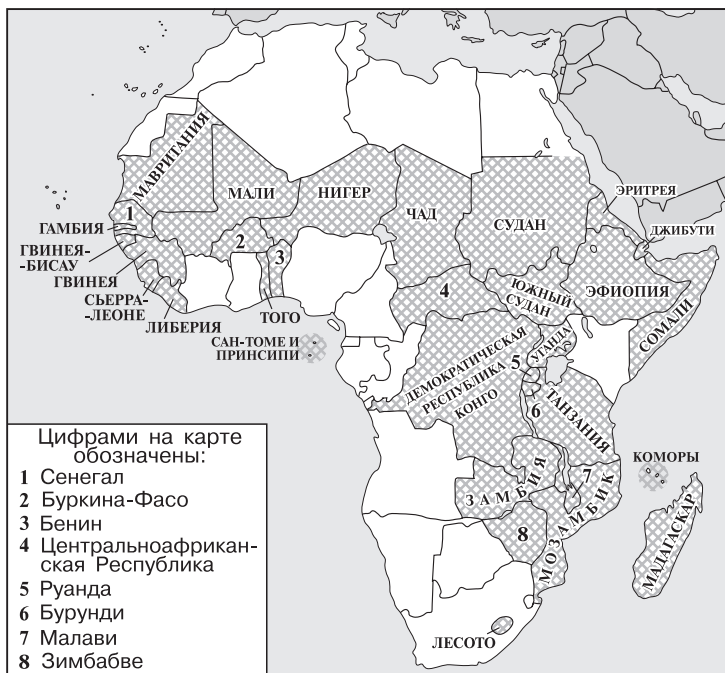 МАВРИТАНИЯ
МАЛИ
НИГЕР
ЧАД
СУДАН
ЭРИТРЕЯ
ДЖИБУТИ
1
ГАМБИЯ
ГВИНЕЯ-
-БИСАУ
ГВИНЕЯ
СЬЕРРА-
-ЛЕОНЕ
ЛИБЕРИЯ
2
3
ТОГО
САН-ТОМЕ И
ПРИНСИПИ
4
ЮЖНЫЙ
СУДАН
ЭФИОПИЯ
СОМАЛИ
УГАНДА
ДЕМОКРАТИЧЕСКАЯ
РЕСПУБЛИКА
КОНГО
5
6
ТАНЗАНИЯ
КОМОРЫ
ЗАМБИЯ
7
МОЗАМБИК
8
МАДАГАСКАР
ЛЕСОТО
Цифрами на карте
обозначены:
1 Сенегал
2 Буркина-Фасо
3 Бенин
4 Центральноафрикан-
ская Республика
5 Руанда
6 Бурунди
7 Малави
8 Зимбабве